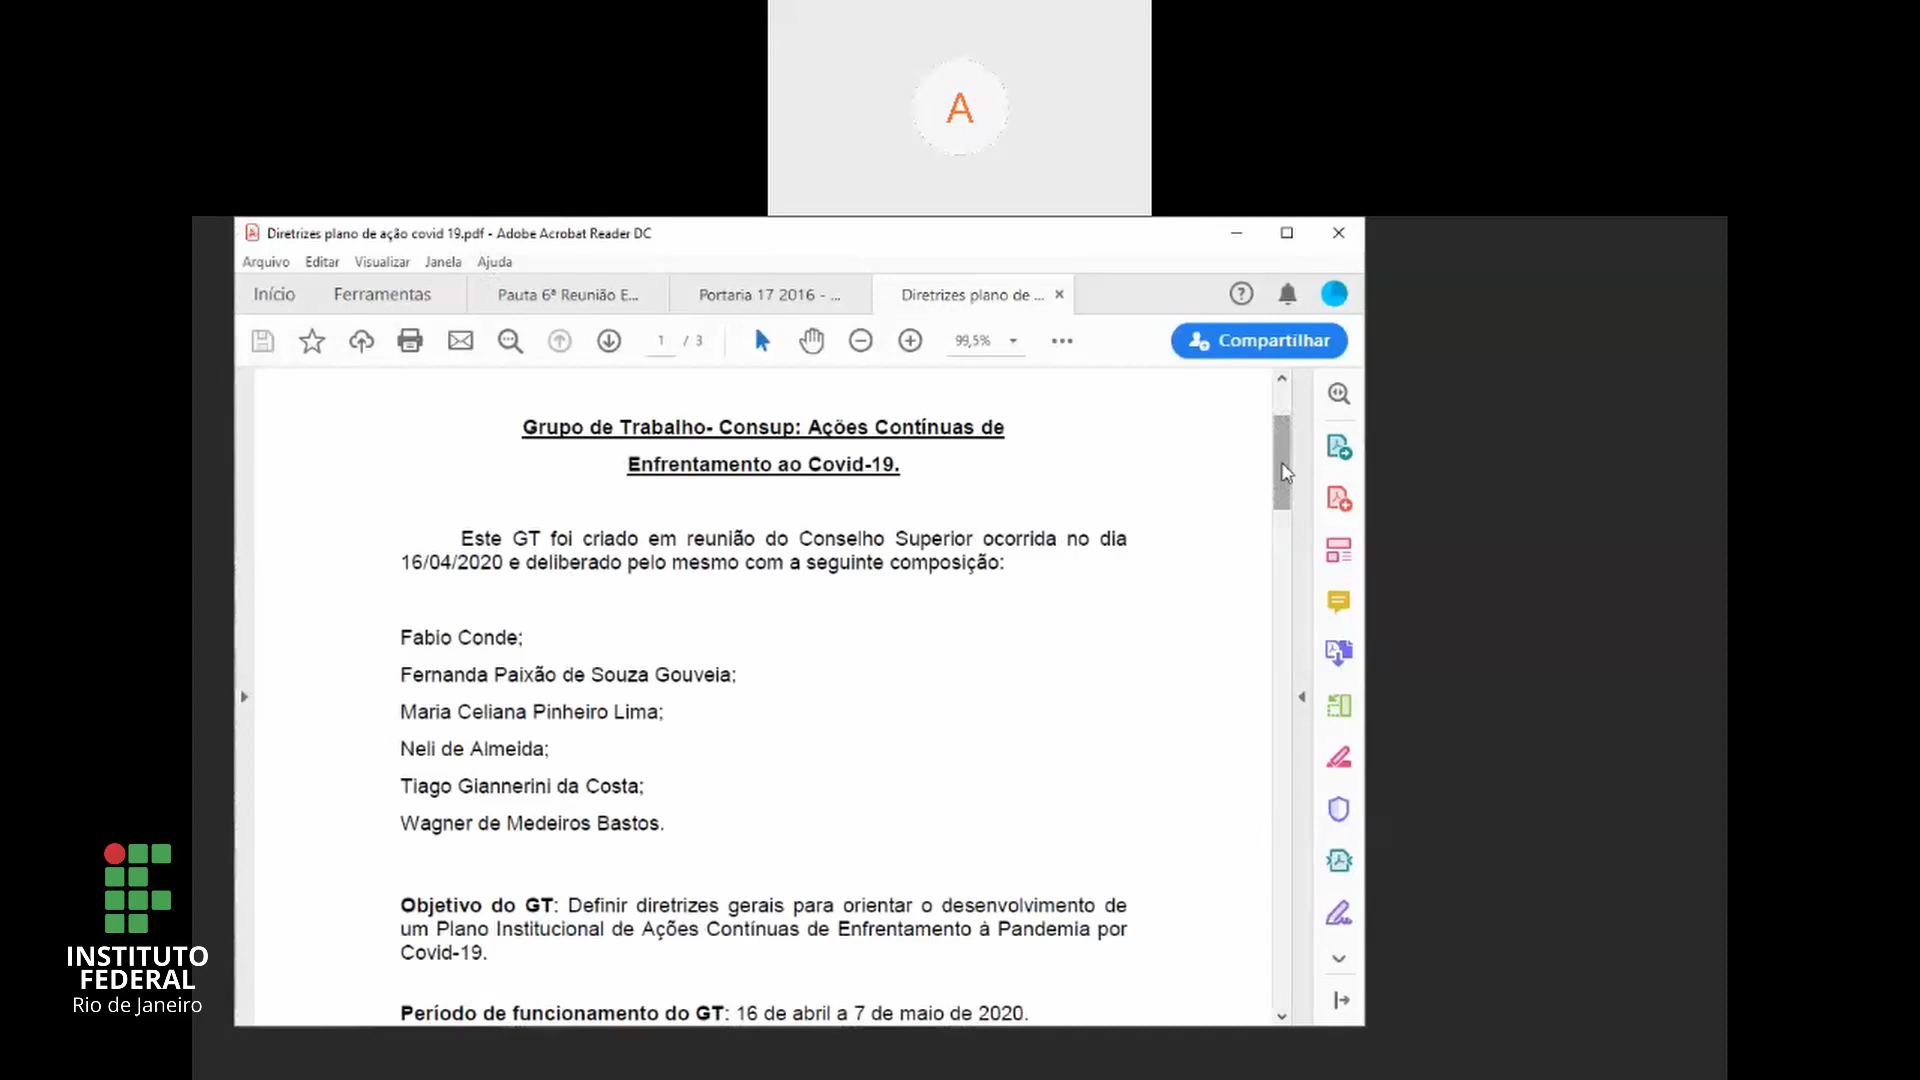 A
Diretrizes plano de ação covid 19.pdf - Adobe Acrobat Reader DC
Arquivo Editar Visualizar Janela Ajuda
Início Ferramentas Pauta 6ª Reunião E... Portaria 17 2016 - ... Diretrizes plano de ...
1 / 3 99,5% Compartilhar
Grupo de Trabalho- Consup: Ações Contínuas de
Enfrentamento ao Covid-19.
Este GT foi criado em reunião do Conselho Superior ocorrida no dia
16/04/2020 e deliberado pelo mesmo com a seguinte composição:
Fabio Conde;
Fernanda Paixão de Souza Gouveia;
Maria Celiana Pinheiro Lima;
Neli de Almeida;
Tiago Giannerini da Costa;
Wagner de Medeiros Bastos.
Objetivo do GT: Definir diretrizes gerais para orientar o desenvolvimento de
um Plano Institucional de Ações Contínuas de Enfrentamento à Pandemia por
Covid-19.
Período de funcionamento do GT: 16 de abril a 7 de maio de 2020.
INSTITUTO
FEDERAL
Rio de Janeiro